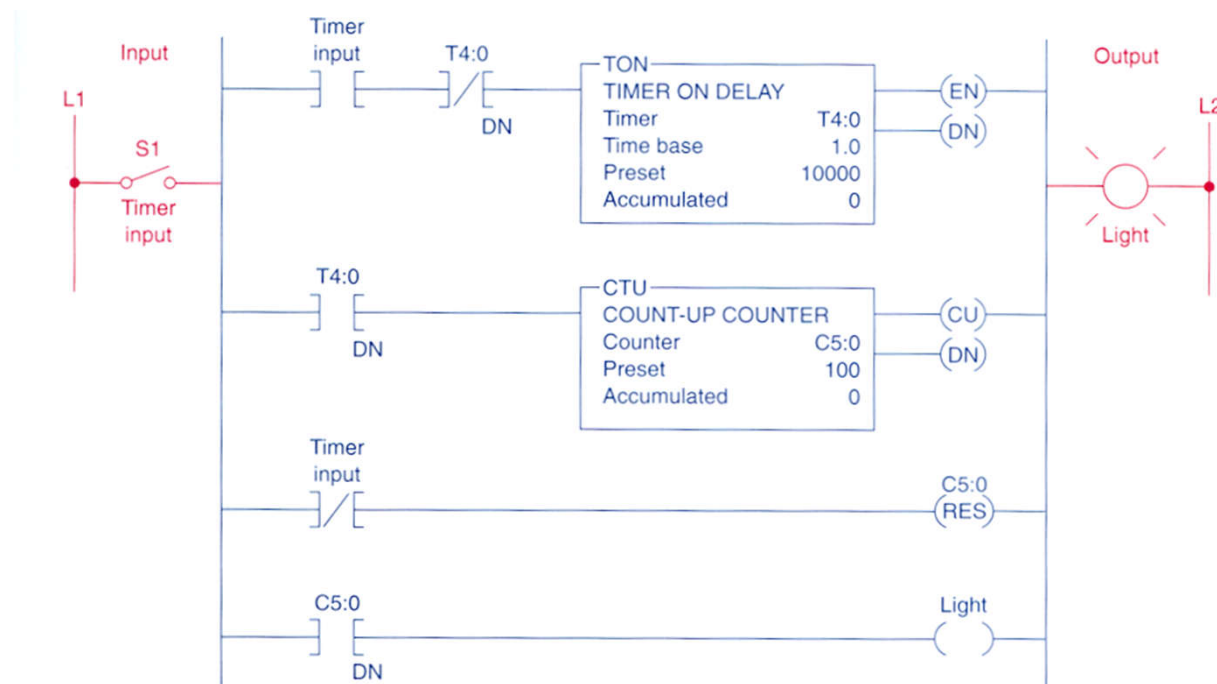 Input
L1
S1
Timer
input
Timer
input
T4:0
DN
TON
TIMER ON DELAY
Timer T4:0
Time base 1.0
Preset 10000
Accumulated 0
EN
DN
Output
L2
Light
T4:0
DN
CTU
COUNT-UP COUNTER
Counter C5:0
Preset 100
Accumulated 0
CU
DN
Timer
input
C5:0
RES
C5:0
DN
Light